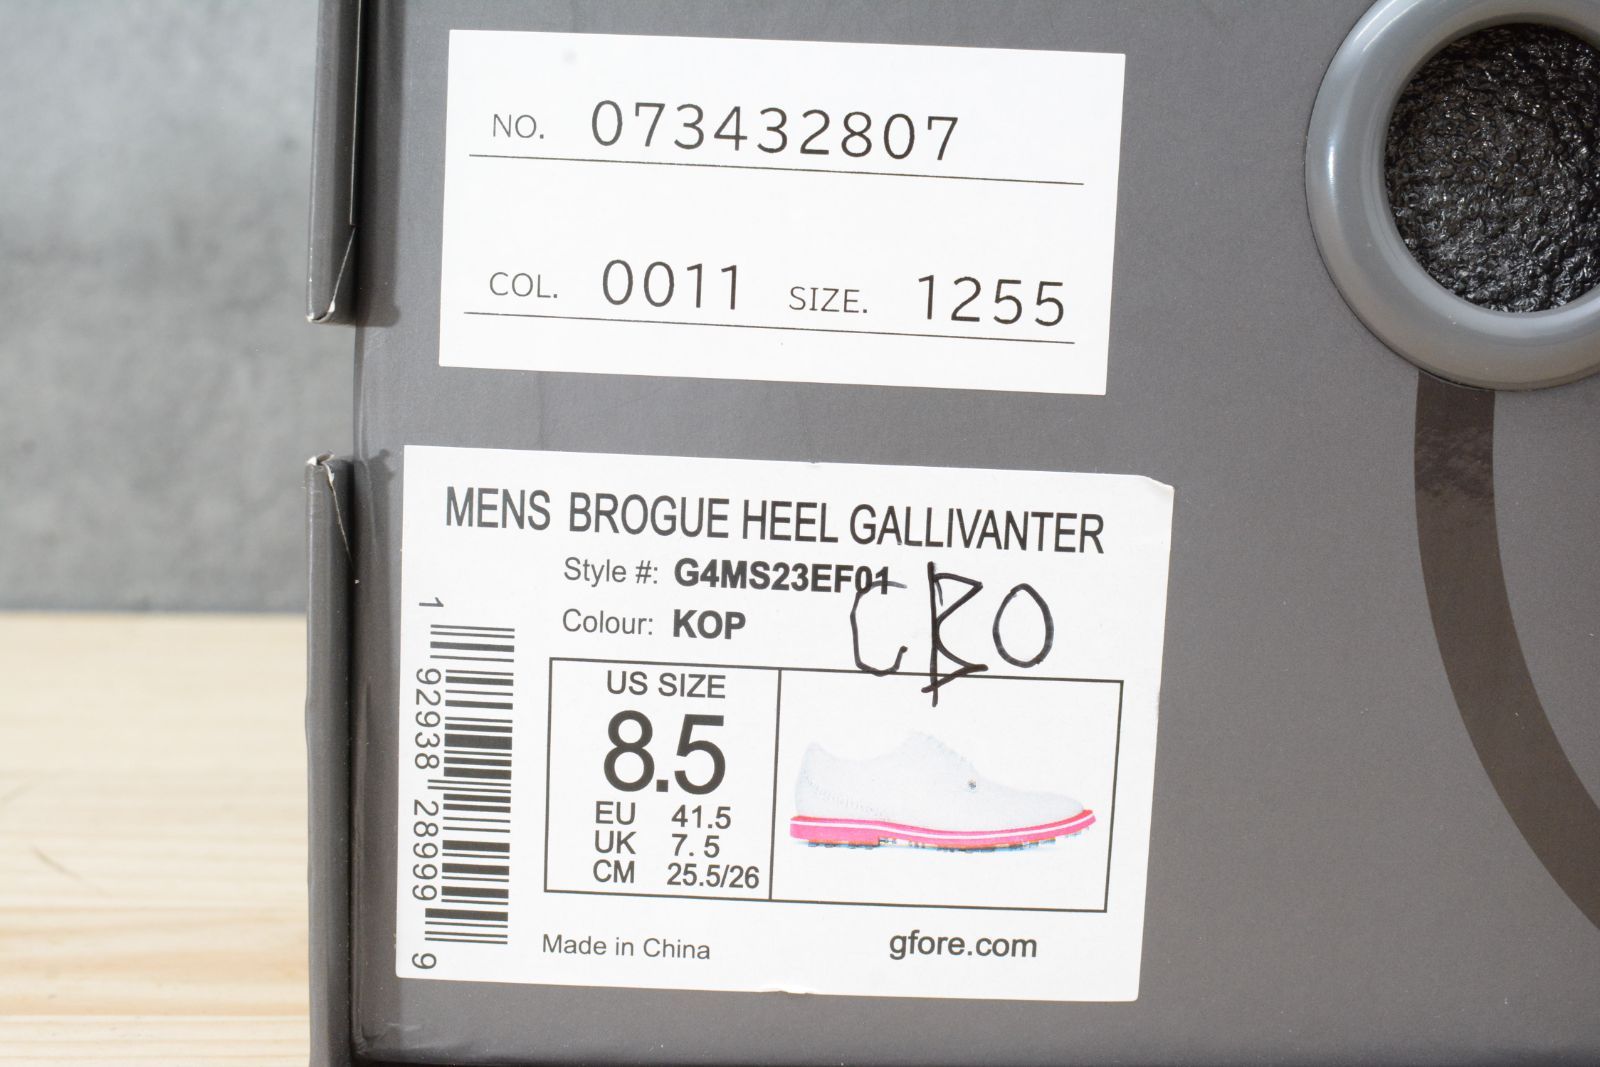 NO. 073432807
COL. 0011 SIZE. 1255
MENS BROGUE HEEL GALLIVANTER
Style #: G4MS23EF01
Colour: KOP
CBO
US SIZE
8.5
EU 41.5
UK 7.5
CM 25.5/26
Made in China
gfore.com
1 92938 28999 9